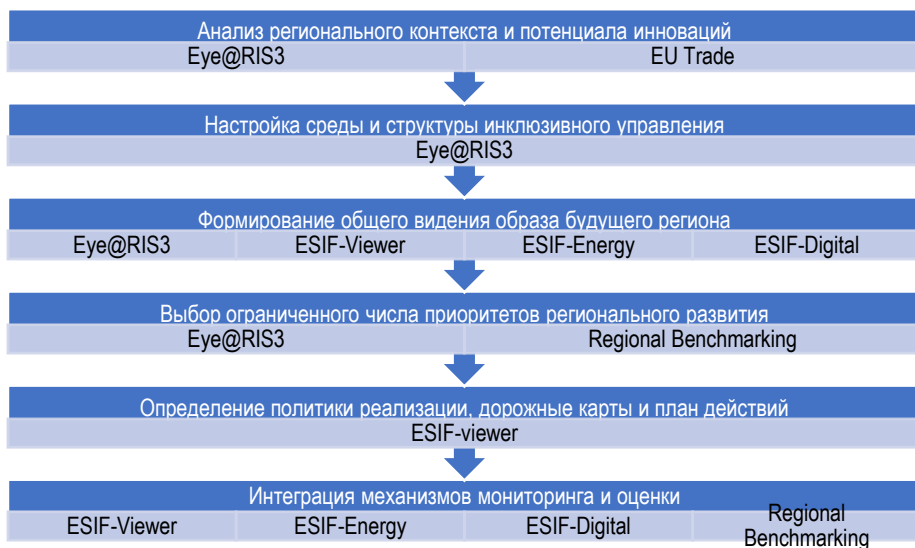 Анализ регионального контекста и потенциала инноваций
Eye@RIS3 EU Trade
Настройка среды и структуры инклюзивного управления
Eye@RIS3
Формирование общего видения образа будущего региона
Eye@RIS3 ESIF-Viewer ESIF-Energy ESIF-Digital
Выбор ограниченного числа приоритетов регионального развития
Eye@RIS3 Regional Benchmarking
Определение политики реализации, дорожные карты и план действий
ESIF-viewer
Интеграция механизмов мониторинга и оценки
ESIF-Viewer ESIF-Energy ESIF-Digital Regional
Benchmarking